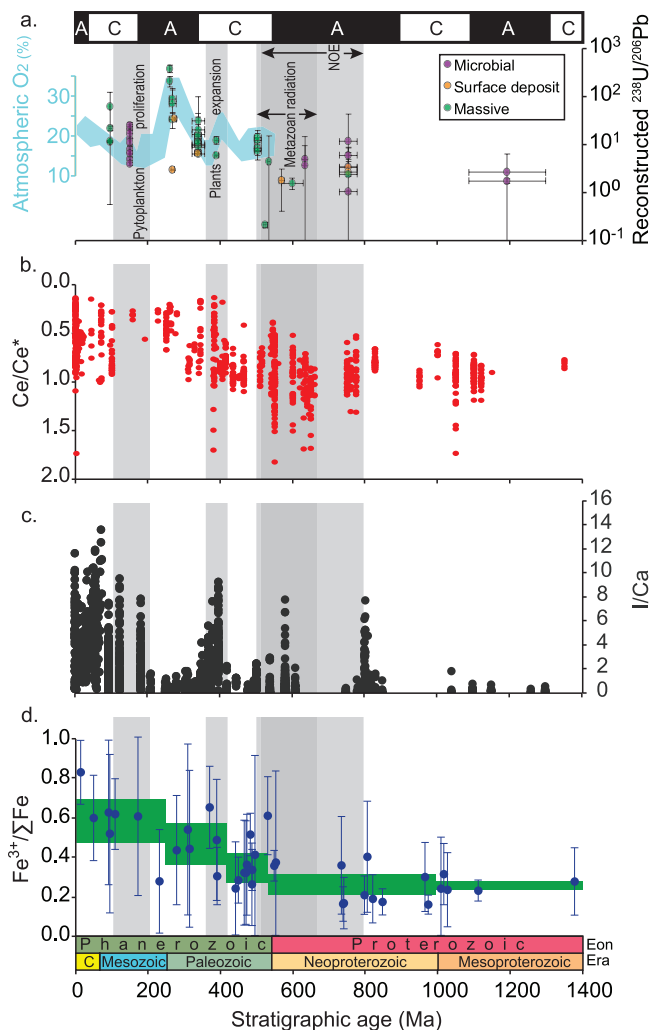 a.
A C A C A C A C
Atmospheric O2 (%)
30
20
10
Pytoplankton proliferation
Plants expansion
Metazoan radiation
NOE
Microbial
Surface deposit
Massive
10³
10²
10¹
10⁰
10⁻¹
Reconstructed ²³⁸U/²⁰⁶Pb
b.
Ce/Ce*
0.0
0.5
1.0
1.5
2.0
c.
16
14
12
10
8
6
4
2
0
I/Ca
d.
Fe³⁺/∑Fe
1.0
0.8
0.6
0.4
0.2
0.0
Phanerozoic Proterozoic Eon
C Mesozoic Paleozoic Neoproterozoic Mesoproterozoic Era
0 200 400 600 800 1000 1200 1400
Stratigraphic age (Ma)